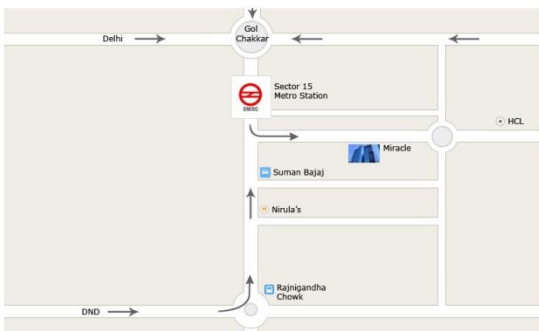 Gol
Chakkar
Delhi
Sector 15
Metro Station
DMRC
HCL
Miracle
Suman Bajaj
Nirula's
Rajnigandha
Chowk
DND